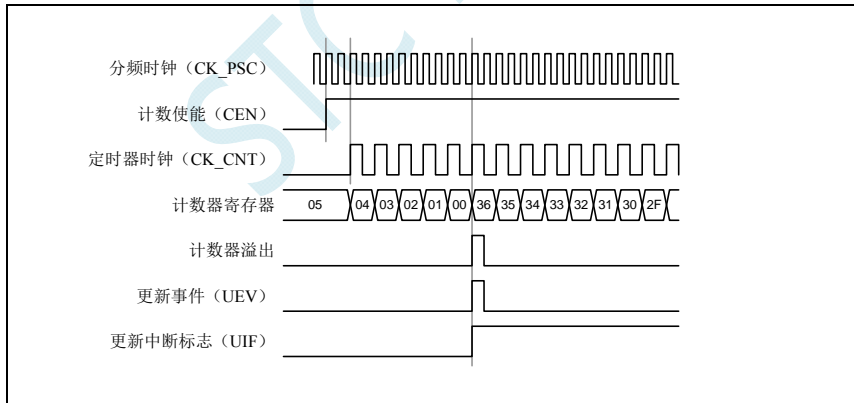 STC
分频时钟（CK_PSC）
计数使能（CEN）
定时器时钟（CK_CNT）
计数器寄存器 05 04 03 02 01 00 36 35 34 33 32 31 30 2F
计数器溢出
更新事件（UEV）
更新中断标志（UIF）